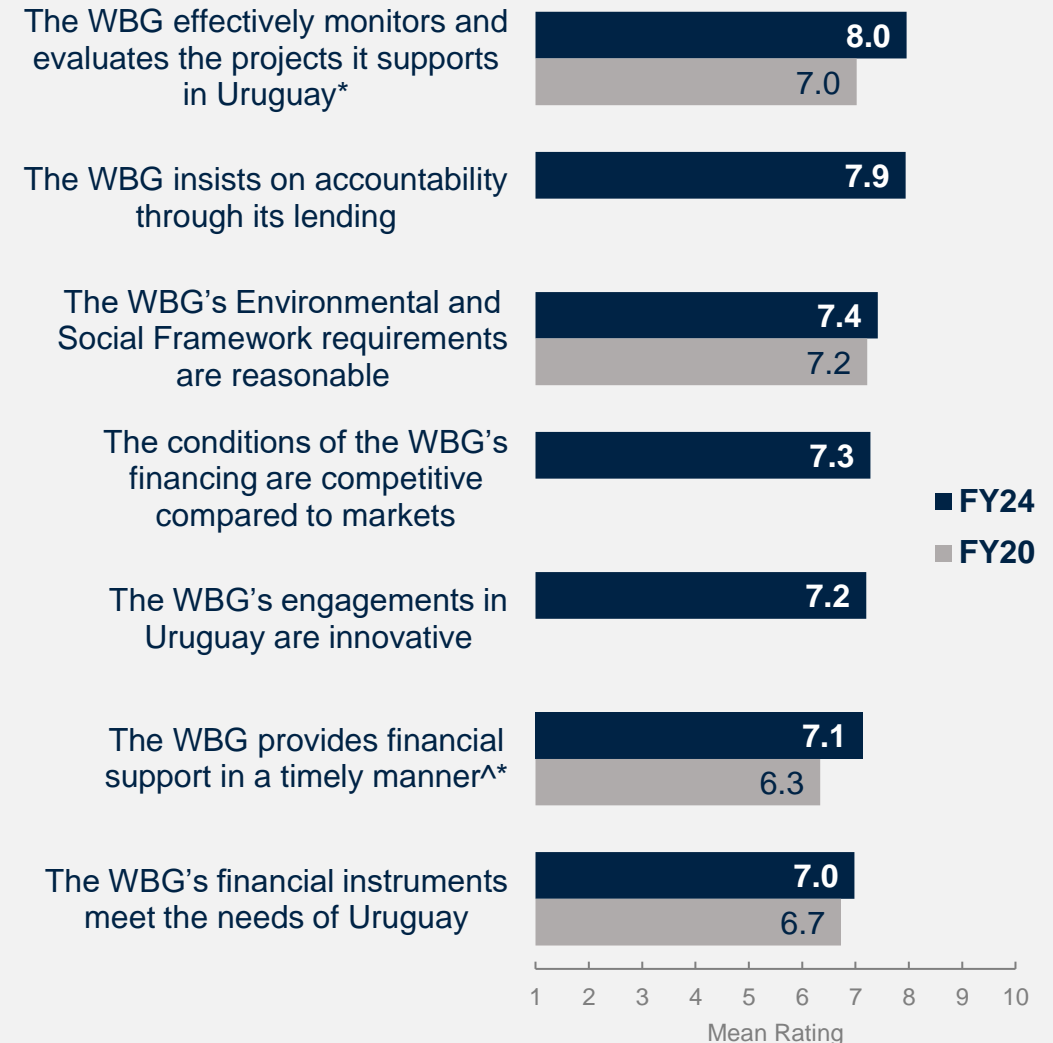 The WBG effectively monitors and
evaluates the projects it supports
in Uruguay*
8.0
7.0
The WBG insists on accountability
through its lending
7.9
The WBG’s Environmental and
Social Framework requirements
are reasonable
7.4
7.2
The conditions of the WBG’s
financing are competitive
compared to markets
7.3
FY24
FY20
The WBG’s engagements in
Uruguay are innovative
7.2
The WBG provides financial
support in a timely manner^*
7.1
6.3
The WBG’s financial instruments
meet the needs of Uruguay
7.0
6.7
1 2 3 4 5 6 7 8 9 10
Mean Rating